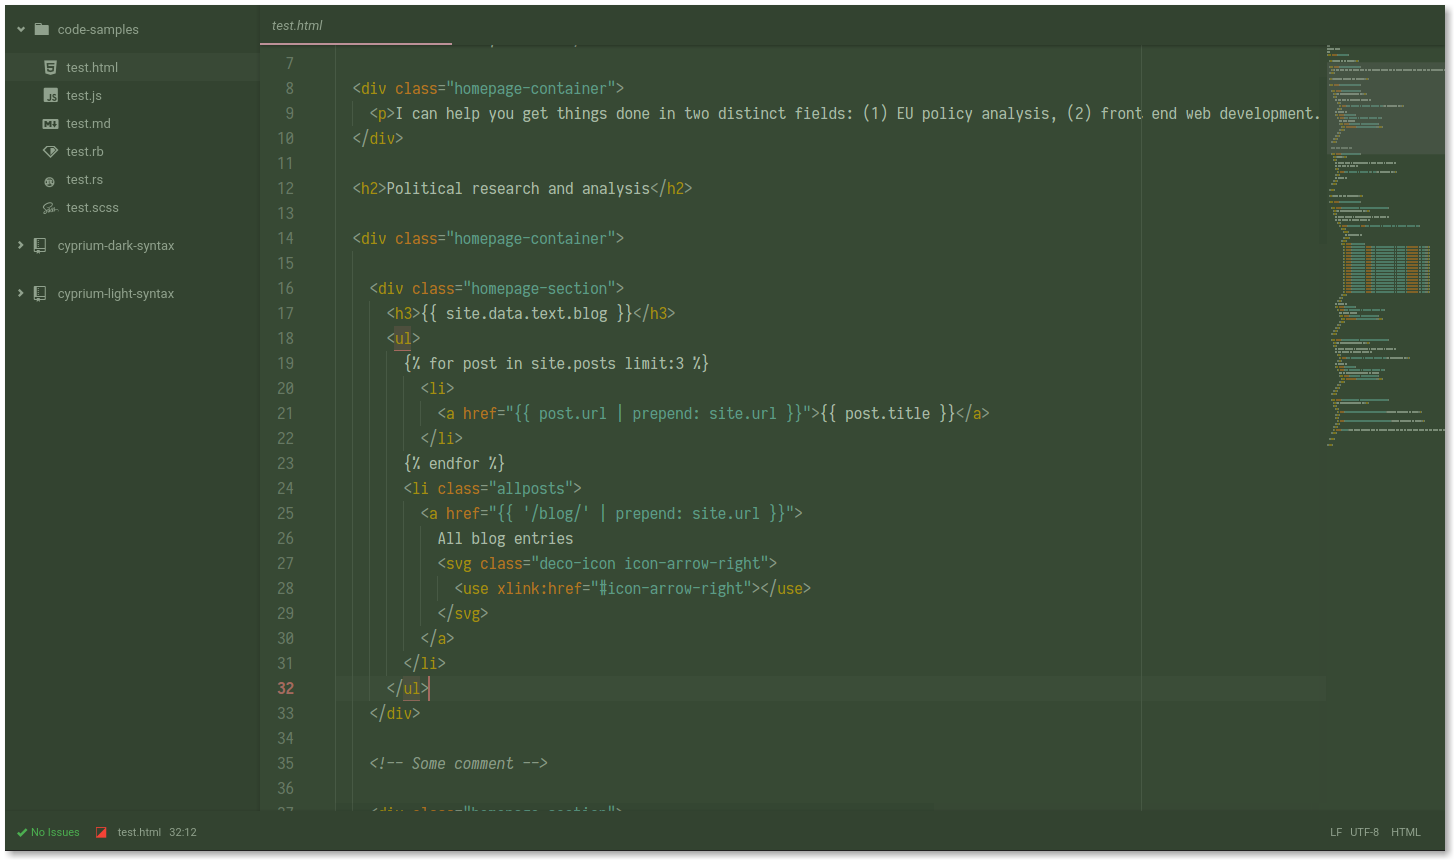 code-samples
test.html
test.js
test.md
test.rb
test.rs
test.scss
cyprium-dark-syntax
cyprium-light-syntax
test.html
7
8 <div class="homepage-container">
9 <p>I can help you get things done in two distinct fields: (1) EU policy analysis, (2) front end web development.
10 </div>
11
12 <h2>Political research and analysis</h2>
13
14 <div class="homepage-container">
15
16 <div class="homepage-section">
17 <h3>{{ site.data.text.blog }}</h3>
18 <ul>
19 {% for post in site.posts limit:3 %}
20 <li>
21 <a href="{{ post.url | prepend: site.url }}">{{ post.title }}</a>
22 </li>
23 {% endfor %}
24 <li class="allposts">
25 <a href="{{ '/blog/' | prepend: site.url }}">
26 All blog entries
27 <svg class="deco-icon icon-arrow-right">
28 <use xlink:href="#icon-arrow-right"></use>
29 </svg>
30 </a>
31 </li>
32 </ul>
33 </div>
34
35 <!-- Some comment -->
36
37 <div class="homepage-section">
No Issues test.html 32:12 LF UTF-8 HTML